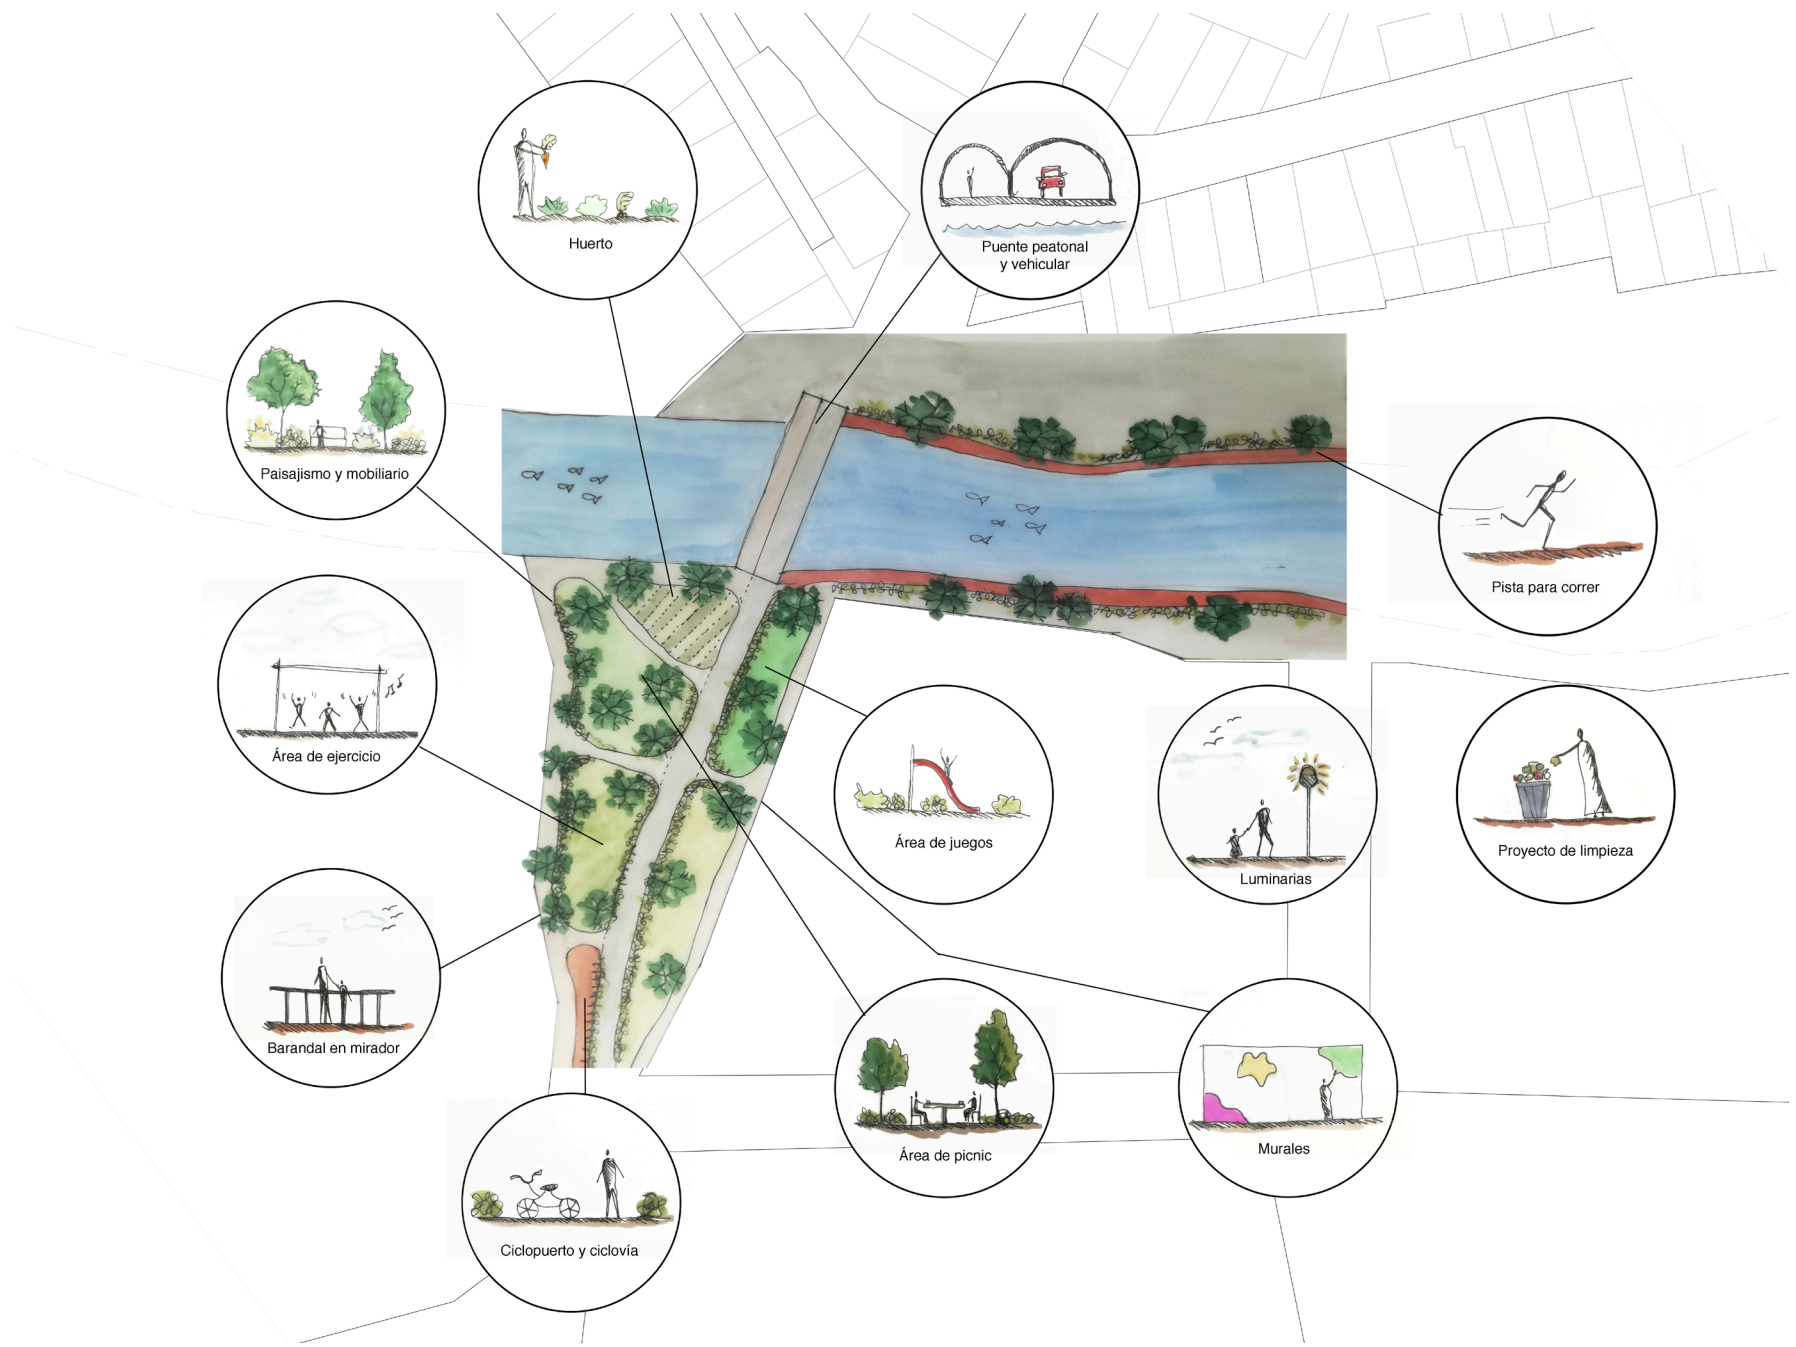 Huerto
Puente peatonal
y vehicular
Paisajismo y mobiliario
Pista para correr
Área de ejercicio
Área de juegos
Luminarias
Proyecto de limpieza
Barandal en mirador
Área de picnic
Murales
Ciclopuerto y ciclovía